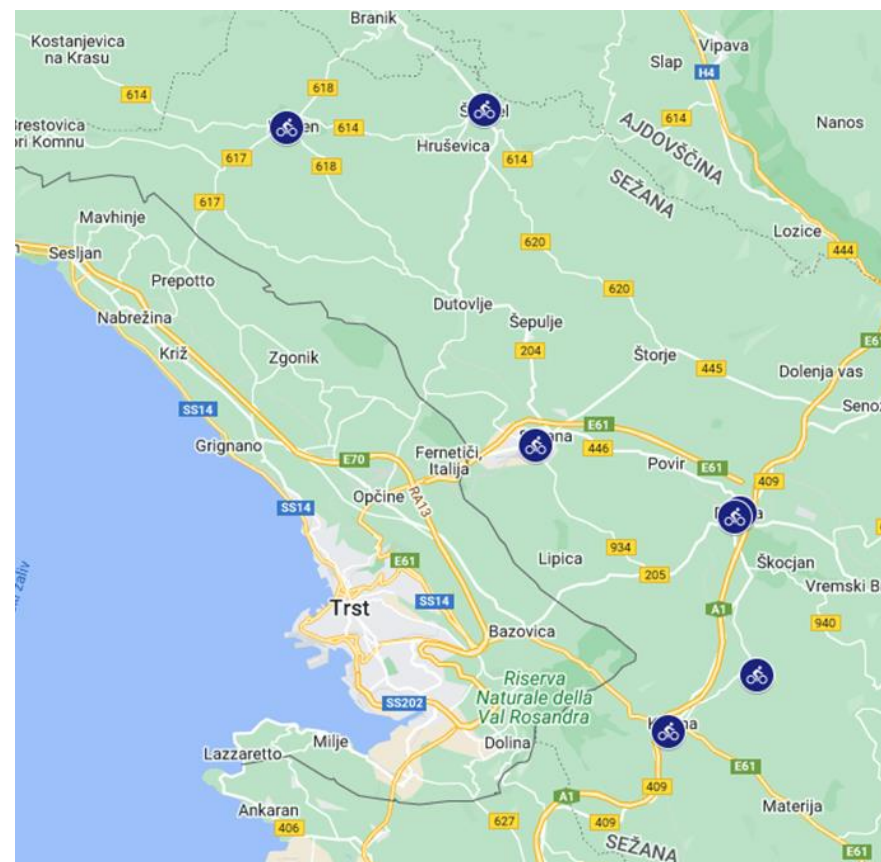 Branik
Kostanjevica
na Krasu
Vipava
Slap
H4
618
614
614
614
Nanos
AJDOVŠČINA
Brestovica
pri Komnu
Hruševica
614
617
618
SEŽANA
617
Mavhinje
Lozice
444
Sesljan
620
Prepotto
620
Dutovlje
Nabrežina
Šepulje
E61
Križ
Zgonik
204
Štorje
445
Dolenja vas
SS14
Senož
E61
Grignano
Fernetiči,
Italija
446
E70
Povir
E61
409
Opčine
RA13
SS14
934
Lipica
Škocjan
E61
205
Vremski B
SS14
Trst
A1
940
Bazovica
Riserva
Naturale della
Val Rosandra
SS202
Milje
Dolina
Lazzaretto
E61
409
A1
Materija
Ankaran
406
627
409
SEŽANA
E61